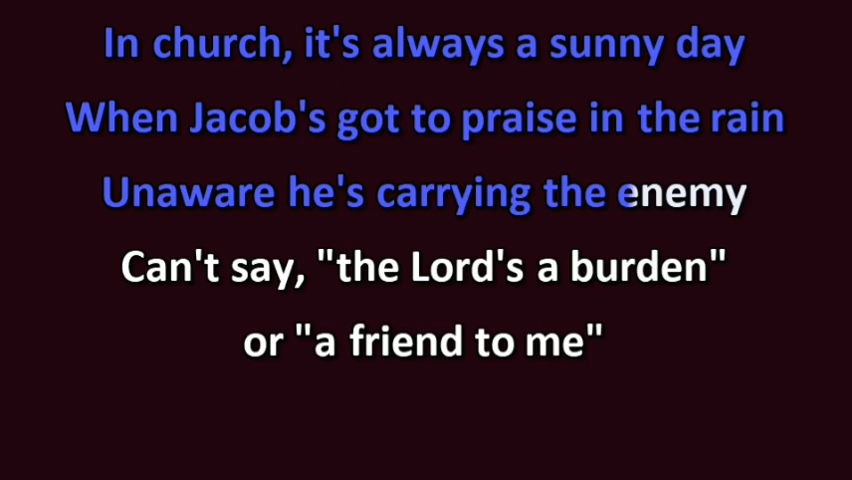 In church, it's always a sunny day
When Jacob's got to praise in the rain
Unaware he's carrying the enemy
Can't say, "the Lord's a burden"
or "a friend to me"